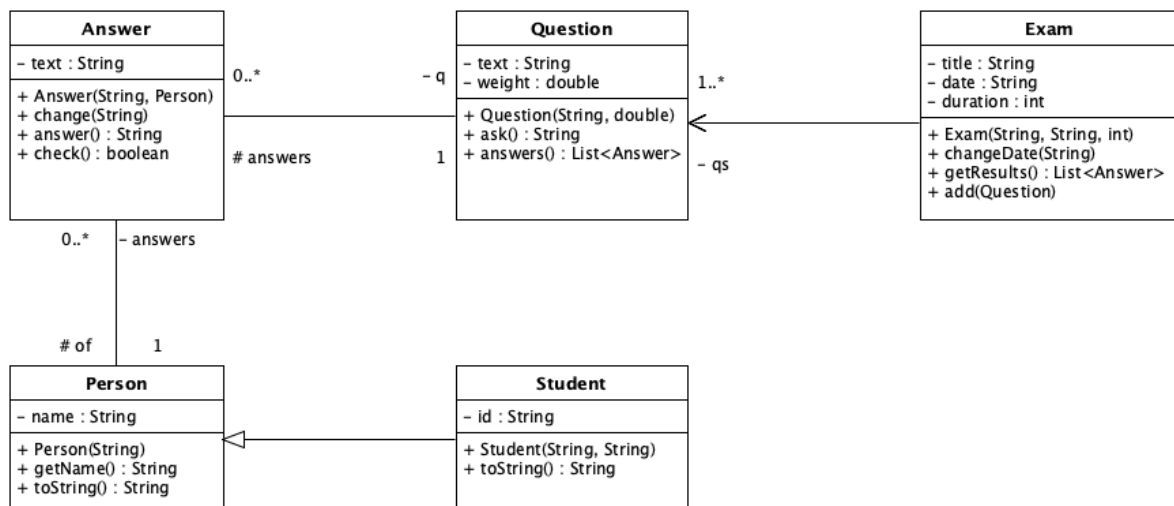 Answer
– text : String
+ Answer(String, Person)
+ change(String)
+ answer() : String
+ check() : boolean
0..*
– q
# answers
1
Question
– text : String
– weight : double
+ Question(String, double)
+ ask() : String
+ answers() : List<Answer>
1..*
– qs
Exam
– title : String
– date : String
– duration : int
+ Exam(String, String, int)
+ changeDate(String)
+ getResults() : List<Answer>
+ add(Question)
0..*
– answers
# of
1
Person
– name : String
+ Person(String)
+ getName() : String
+ toString() : String
Student
– id : String
+ Student(String, String)
+ toString() : String